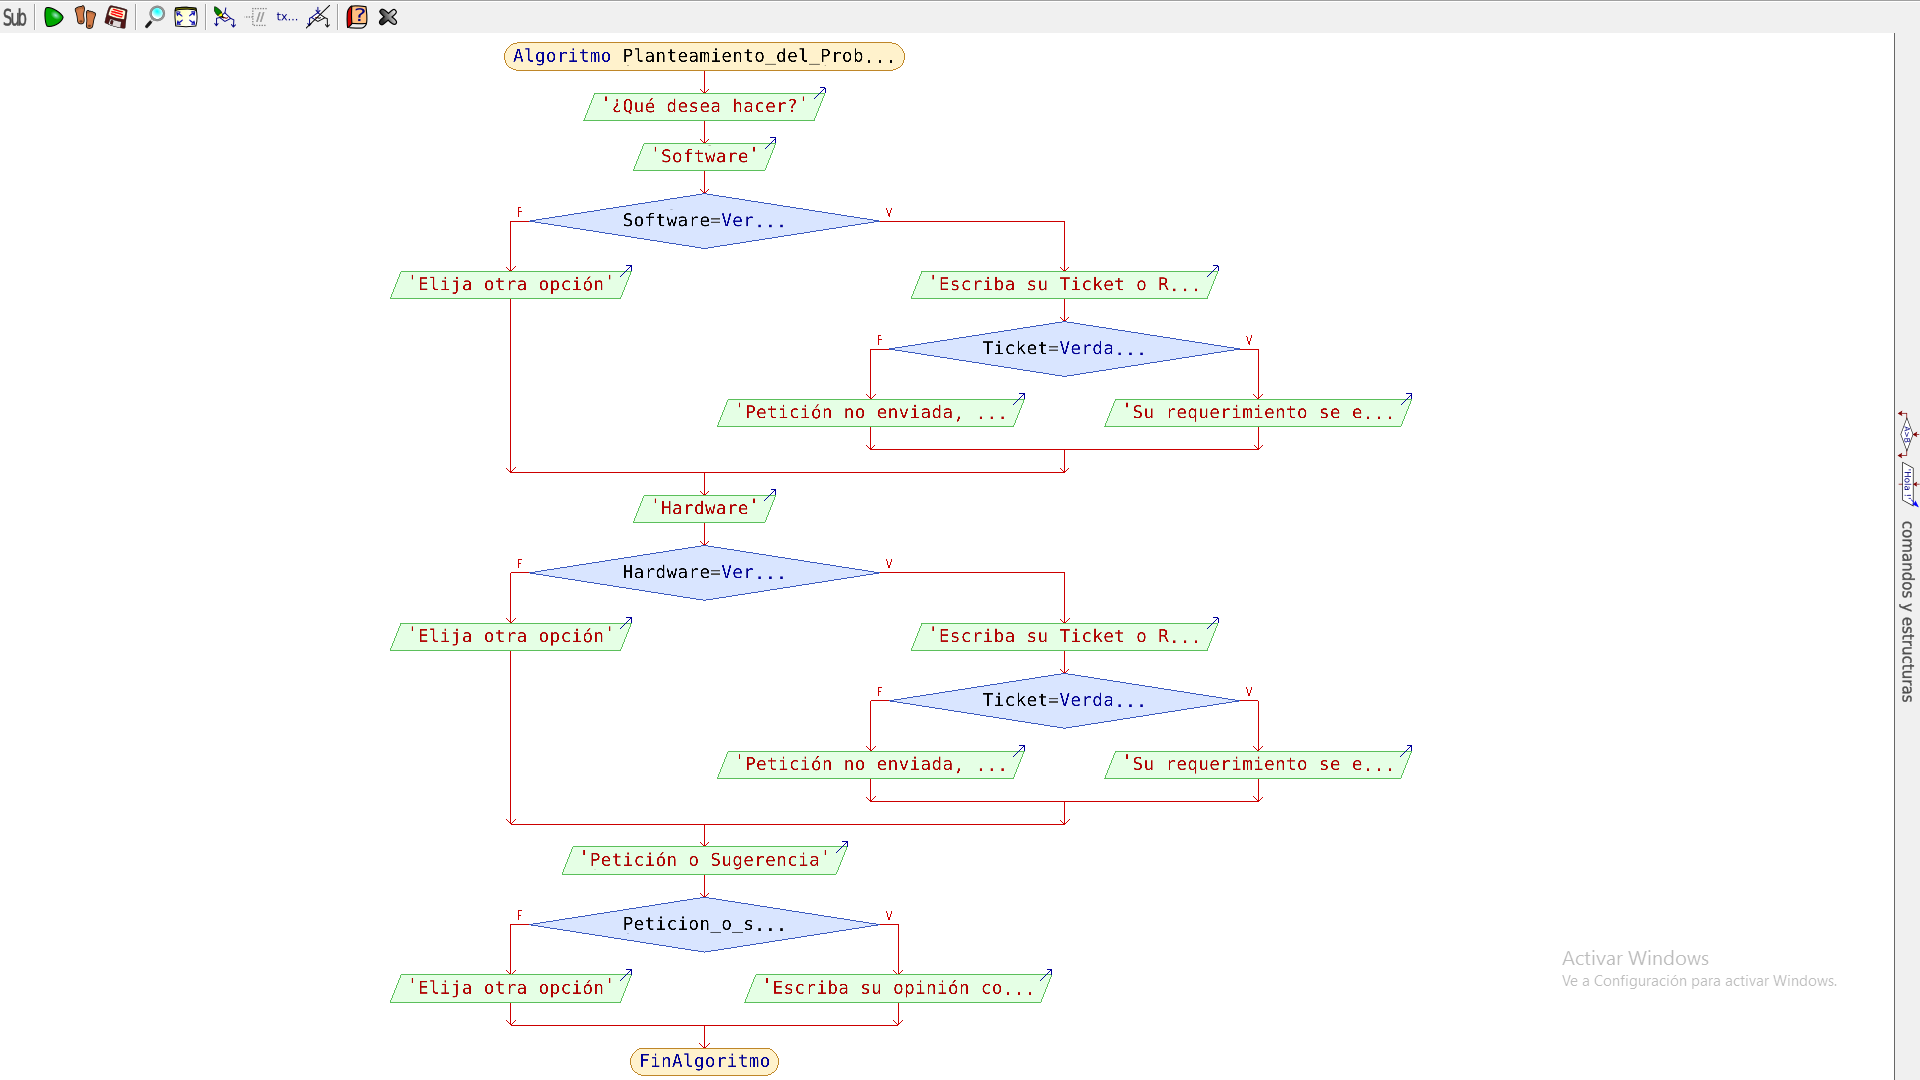 Sub
tx...
Algoritmo Planteamiento_del_Prob...
'¿Qué desea hacer?'
'Software'
F
Software=Ver...
V
'Elija otra opción'
'Escriba su Ticket o R...
F
Ticket=Verda...
V
'Petición no enviada, ...
'Su requerimiento se e...
'Hardware'
F
Hardware=Ver...
V
'Elija otra opción'
'Escriba su Ticket o R...
F
Ticket=Verda...
V
'Petición no enviada, ...
'Su requerimiento se e...
'Petición o Sugerencia'
F
Peticion_o_s...
V
'Elija otra opción'
'Escriba su opinión co...
FinAlgoritmo
A>B
'Hola !'
comandos y estructuras
Activar Windows
Ve a Configuración para activar Windows.